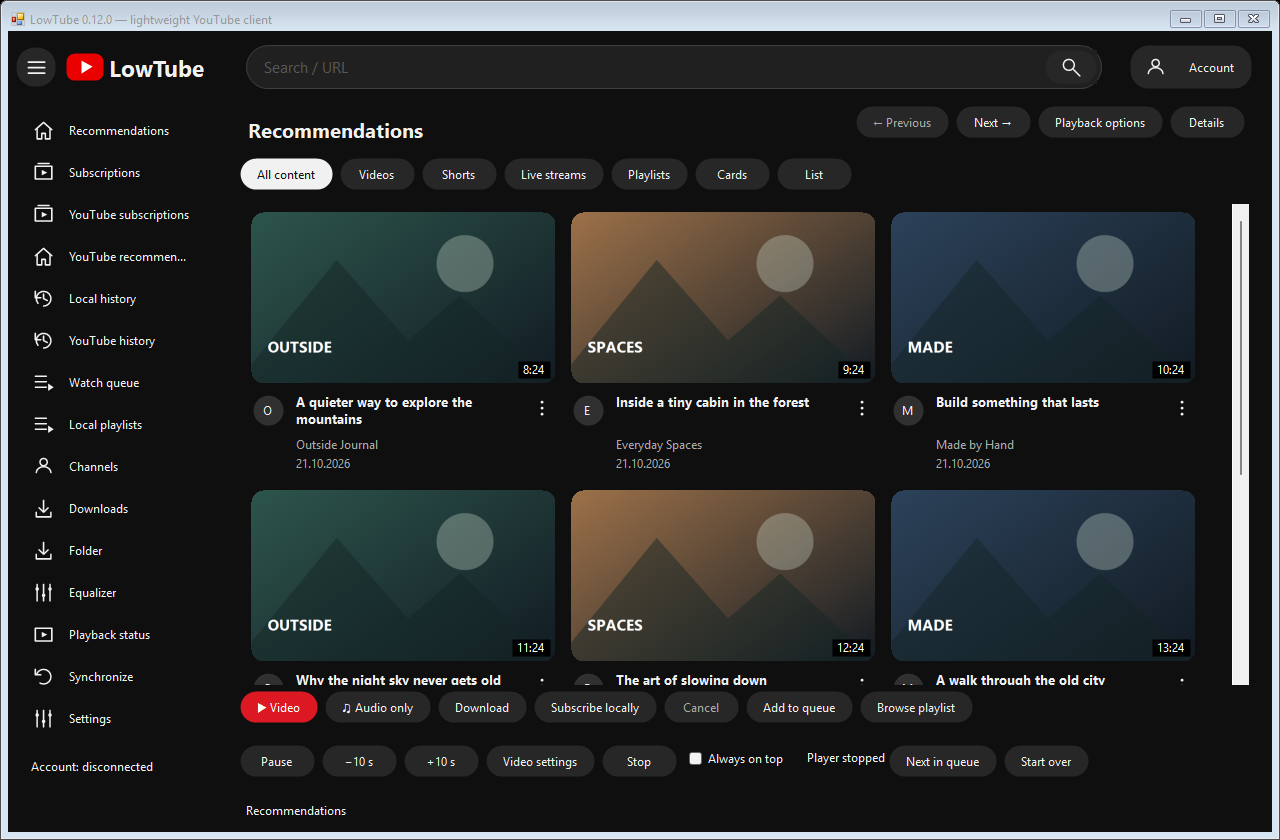 LowTube 0.12.0 — lightweight YouTube client
LowTube
Search / URL
Account
Recommendations
Subscriptions
YouTube subscriptions
YouTube recommen...
Local history
YouTube history
Watch queue
Local playlists
Channels
Downloads
Folder
Equalizer
Playback status
Synchronize
Settings
Account: disconnected
Recommendations
← Previous
Next →
Playback options
Details
All content
Videos
Shorts
Live streams
Playlists
Cards
List
OUTSIDE
8:24
SPACES
9:24
MADE
10:24
O
A quieter way to explore the
mountains
Outside Journal
21.10.2026
E
Inside a tiny cabin in the forest
Everyday Spaces
21.10.2026
M
Build something that lasts
Made by Hand
21.10.2026
OUTSIDE
11:24
SPACES
12:24
MADE
13:24
Why the night sky never gets old
The art of slowing down
A walk through the old city
▶ Video
♫ Audio only
Download
Subscribe locally
Cancel
Add to queue
Browse playlist
Pause
−10 s
+10 s
Video settings
Stop
Always on top
Player stopped
Next in queue
Start over
Recommendations